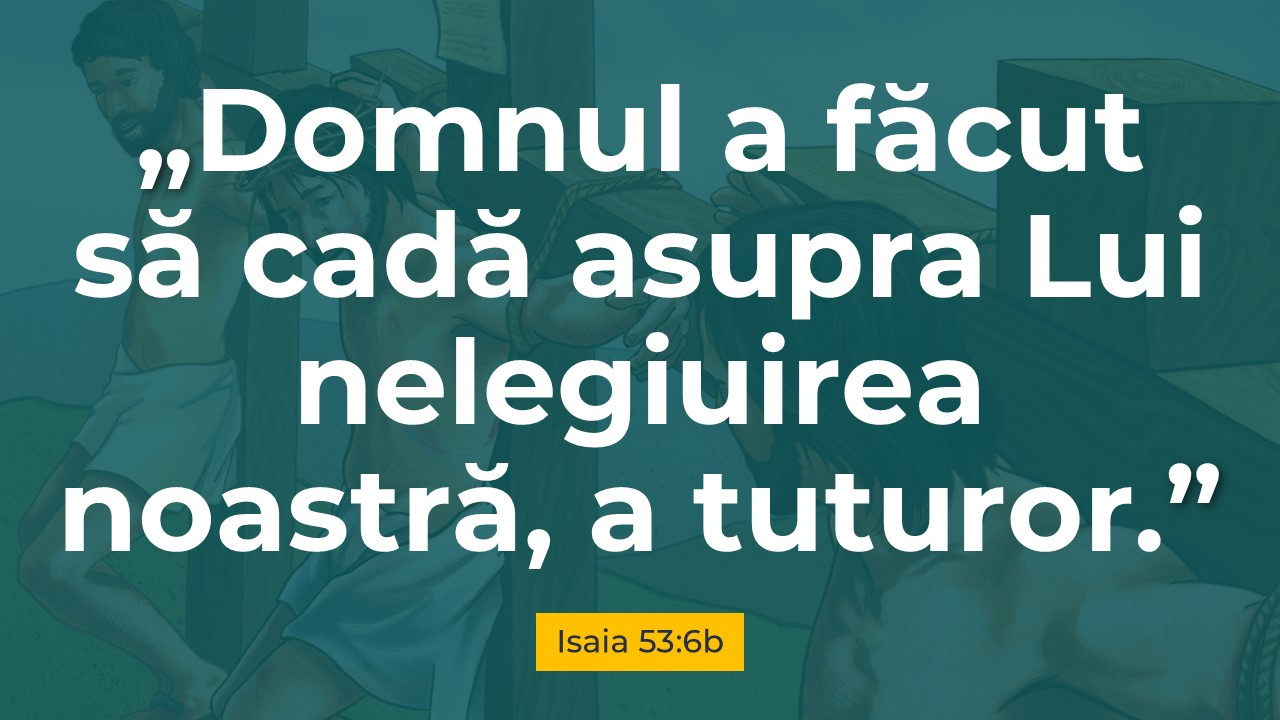 „Domnul a făcut
să cadă asupra Lui
nelegiuirea
noastră, a tuturor.”
Isaia 53:6b